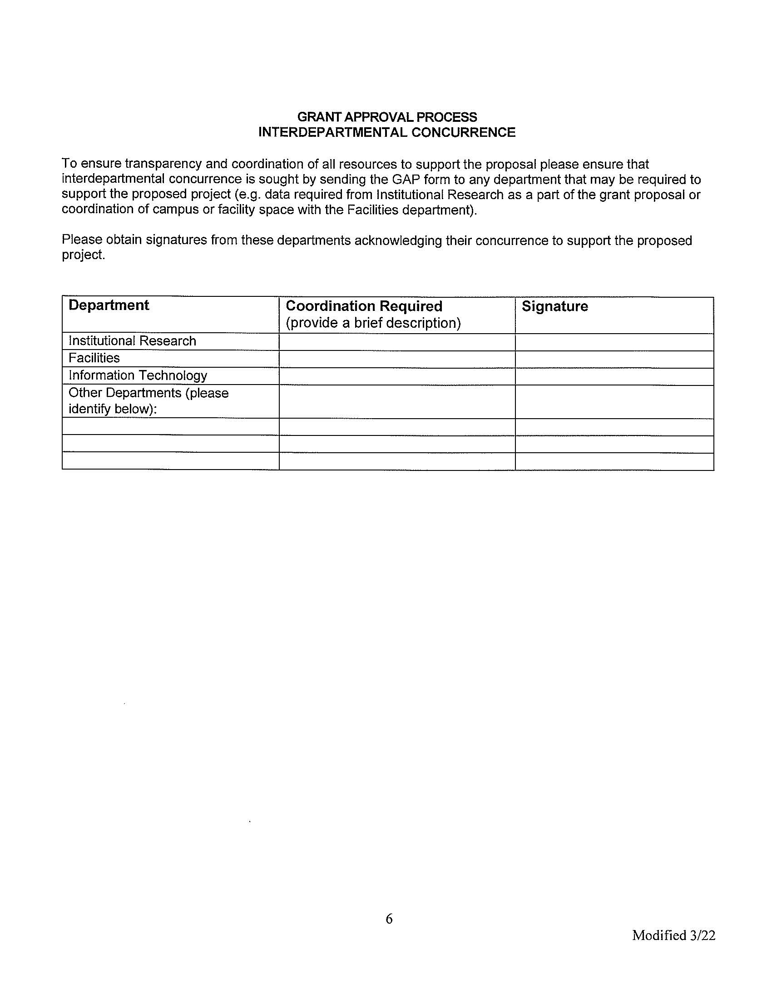 GRANT APPROVAL PROCESS
INTERDEPARTMENTAL CONCURRENCE
To ensure transparency and coordination of all resources to support the proposal please ensure that
interdepartmental concurrence is sought by sending the GAP form to any department that may be required to
support the proposed project (e.g. data required from Institutional Research as a part of the grant proposal or
coordination of campus or facility space with the Facilities department).
Please obtain signatures from these departments acknowledging their concurrence to support the proposed
project.
Department
Coordination Required
(provide a brief description)
Signature
Institutional Research
Facilities
Information Technology
Other Departments (please
identify below):
6
Modified 3/22